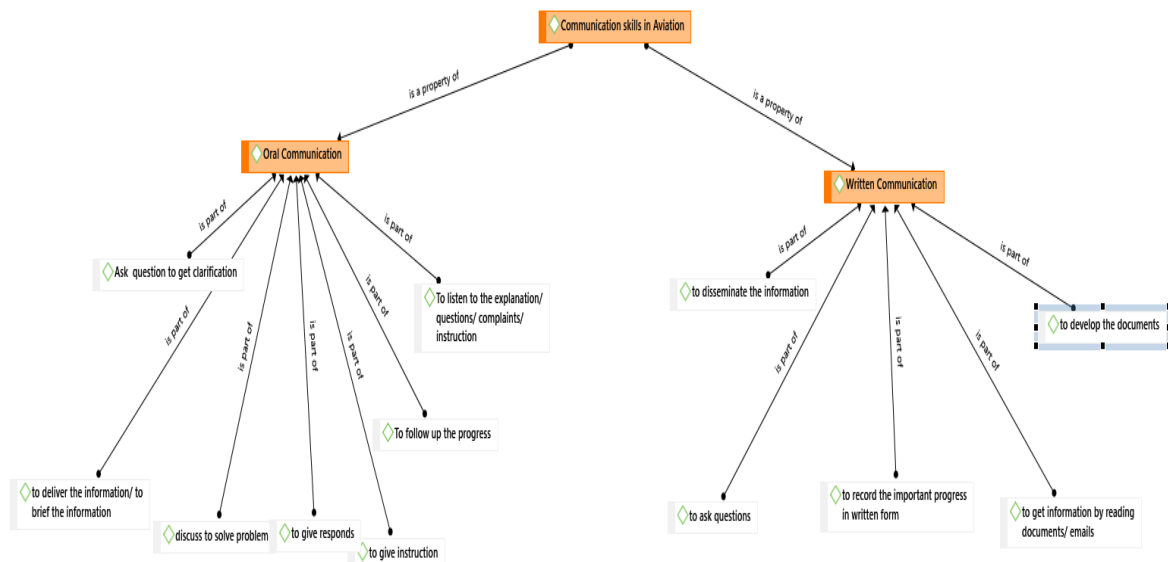 Communication skills in Aviation
is a property of
is a property of
Oral Communication
Written Communication
is part of
is part of
is part of
is part of
Ask  question to get clarification
To listen to the explanation/
questions/ complaints/
instruction
to disseminate the information
to develop the documents
is part of
is part of
is part of
is part of
is part of
is part of
is part of
is part of
To follow up the progress
to deliver the information/ to
brief the information
discuss to solve problem
to give responds
to give instruction
to ask questions
to record the important progress
in written form
to get information by reading
documents/ emails